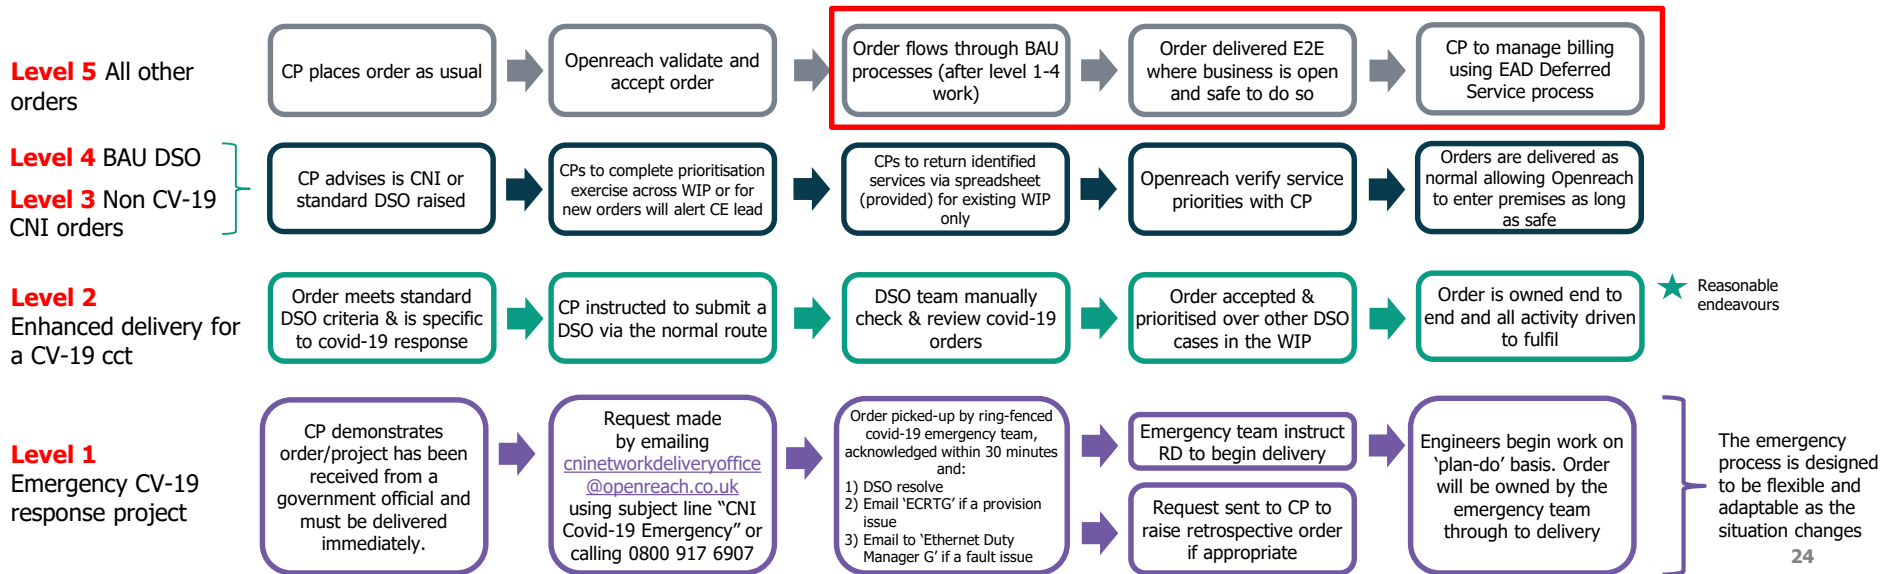 Level 5 All other
orders
CP places order as usual
Openreach validate and
accept order
Order flows through BAU
processes (after level 1-4
work)
Order delivered E2E
where business is open
and safe to do so
CP to manage billing
using EAD Deferred
Service process
Level 4 BAU DSO
Level 3 Non CV-19
CNI orders
CP advises is CNI or
standard DSO raised
CPs to complete prioritisation
exercise across WIP or for
new orders will alert CE lead
CPs to return identified
services via spreadsheet
(provided) for existing WIP
only
Openreach verify service
priorities with CP
Orders are delivered as
normal allowing Openreach
to enter premises as long
as safe
Level 2
Enhanced delivery for
a CV-19 cct
Order meets standard
DSO criteria & is specific
to covid-19 response
CP instructed to submit a
DSO via the normal route
DSO team manually
check & review covid-19
orders
Order accepted &
prioritised over other DSO
cases in the WIP
Order is owned end to
end and all activity driven
to fulfil
Reasonable
endeavours
Level 1
Emergency CV-19
response project
CP demonstrates
order/project has been
received from a
government official and
must be delivered
immediately.
Request made
by emailing
cninetworkdeliveryoffice
@openreach.co.uk
using subject line “CNI
Covid-19 Emergency” or
calling 0800 917 6907
Order picked-up by ring-fenced
covid-19 emergency team,
acknowledged within 30 minutes
and:
1) DSO resolve
2) Email ‘ECRTG’ if a provision
issue
3) Email to ‘Ethernet Duty
Manager G’ if a fault issue
Emergency team instruct
RD to begin delivery
Request sent to CP to
raise retrospective order
if appropriate
Engineers begin work on
‘plan-do’ basis. Order
will be owned by the
emergency team
through to delivery
The emergency
process is designed
to be flexible and
adaptable as the
situation changes
24